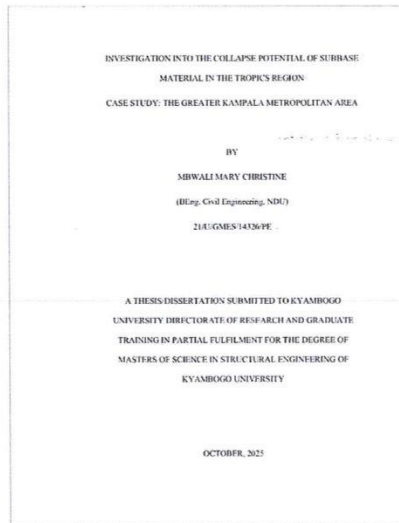 INVESTIGATION INTO THE COLLAPSE POTENTIAL OF SUBBASE
MATERIAL IN THE TROPICS REGION
CASE STUDY: THE GREATER KAMPALA METROPOLITAN AREA
BY
MBWALI MARY CHRISTINE
(BEng. Civil Engineering, NDU)
21/U/GMES/14326/PE
A THESIS/DISSERTATION SUBMITTED TO KYAMBOGO
UNIVERSITY DIRECTORATE OF RESEARCH AND GRADUATE
TRAINING IN PARTIAL FULFILMENT FOR THE DEGREE OF
MASTERS OF SCIENCE IN STRUCTURAL ENGINEERING OF
KYAMBOGO UNIVERSITY
OCTOBER, 2025